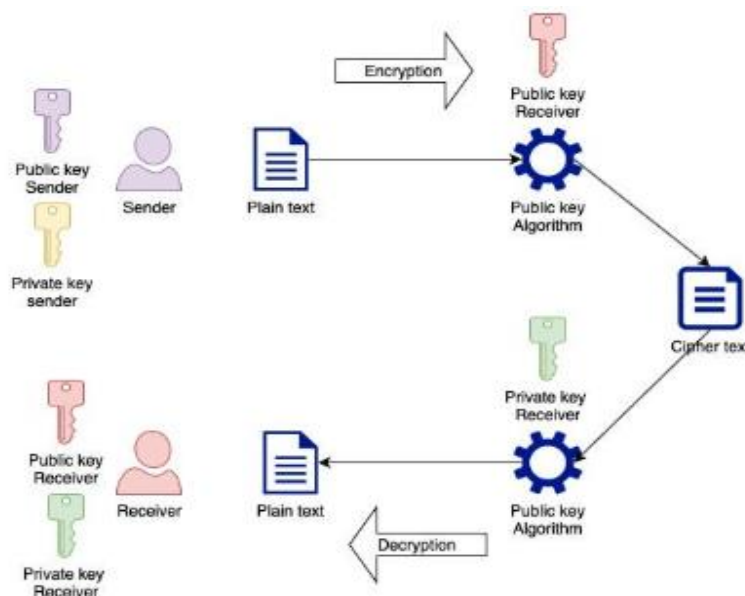 Encryption
Public key
Receiver
Public key
Sender
Sender
Plain text
Public key
Algorithm
Private key
sender
Cipher tex
Private key
Receiver
Public key
Receiver
Receiver
Plain text
Public key
Algorithm
Decryption
Private key
Receiver